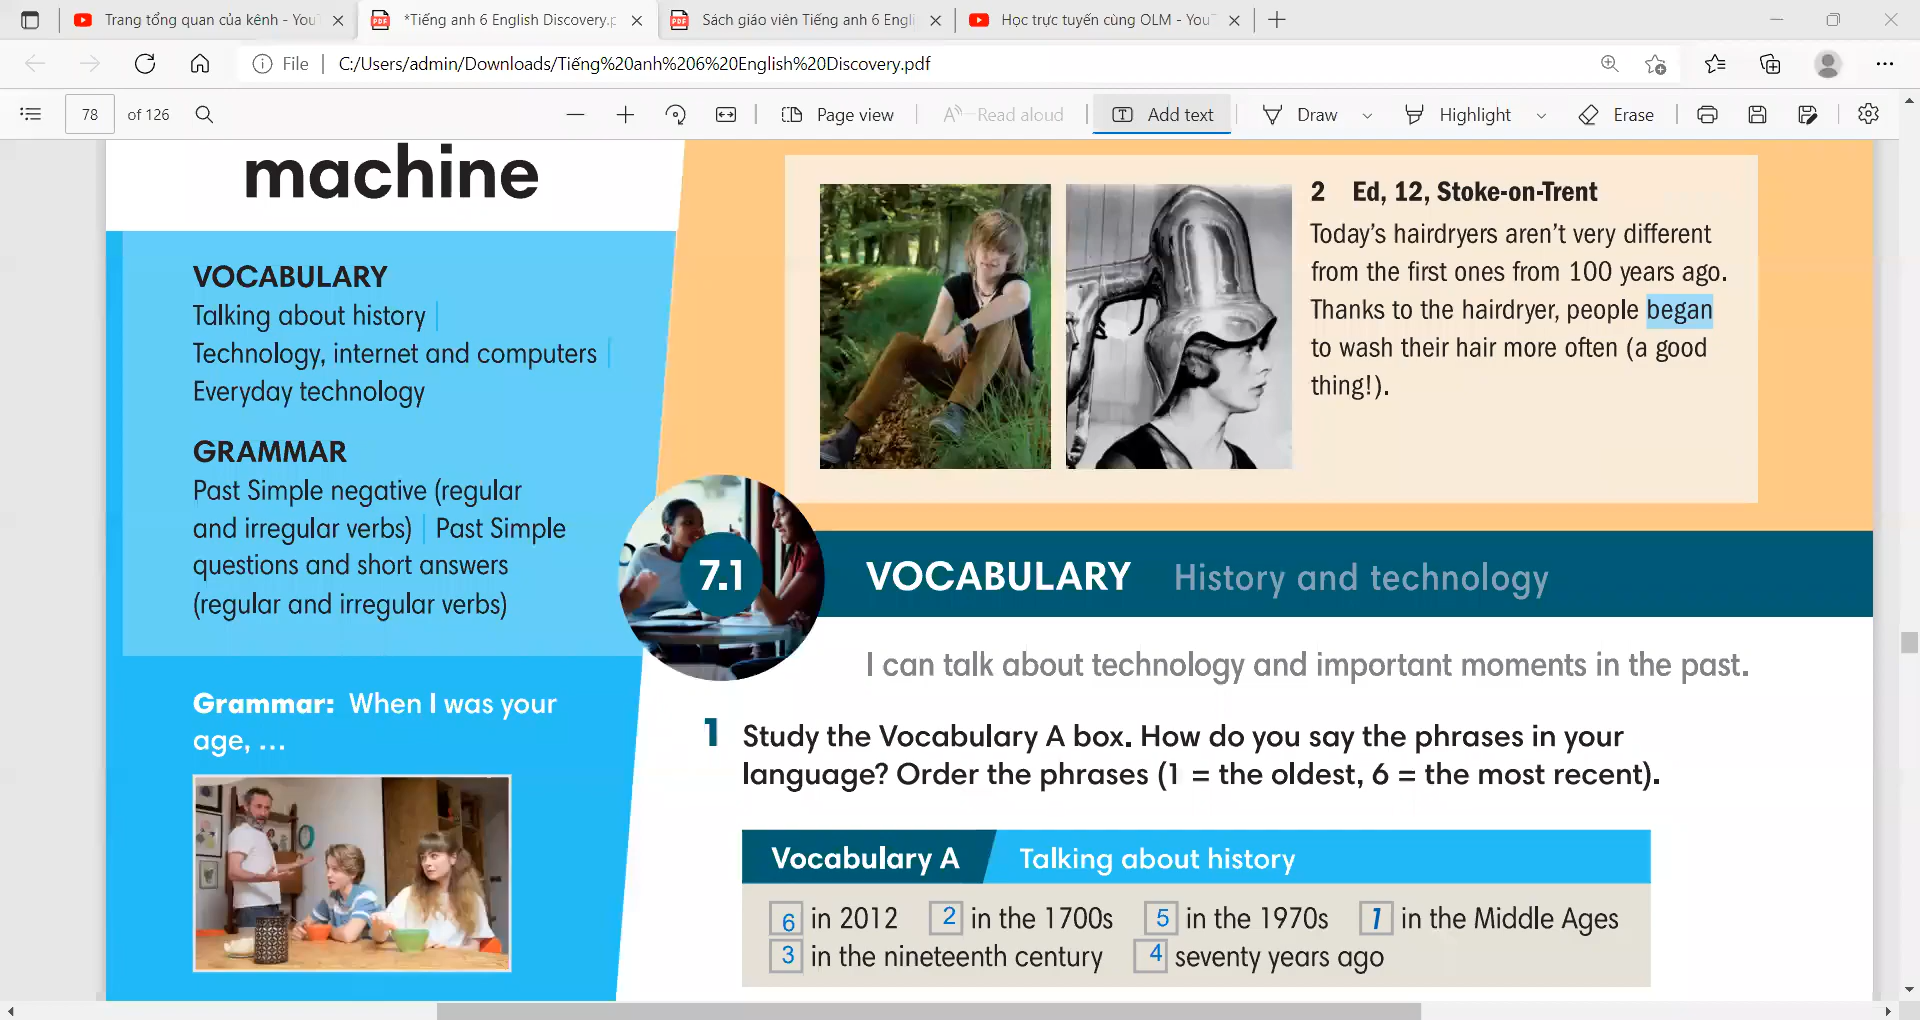 Trang tổng quan của kênh - You
*Tiếng anh 6 English Discovery.p
Sách giáo viên Tiếng anh 6 Engli
Học trực tuyến cùng OLM - YouT
File
C:/Users/admin/Downloads/Tiếng%20anh%206%20English%20Discovery.pdf
78 of 126
Page view
Read aloud
Add text
Draw
Highlight
Erase
machine
VOCABULARY
Talking about history |
Technology, internet and computers |
Everyday technology
GRAMMAR
Past Simple negative (regular
and irregular verbs) | Past Simple
questions and short answers
(regular and irregular verbs)
Grammar: When I was your
age, ...
2 Ed, 12, Stoke-on-Trent
Today's hairdryers aren't very different
from the first ones from 100 years ago.
Thanks to the hairdryer, people began
to wash their hair more often (a good
thing!).
7.1 VOCABULARY History and technology
I can talk about technology and important moments in the past.
1 Study the Vocabulary A box. How do you say the phrases in your
language? Order the phrases (1 = the oldest, 6 = the most recent).
Vocabulary A Talking about history
6 in 2012 2 in the 1700s 5 in the 1970s 1 in the Middle Ages
3 in the nineteenth century 4 seventy years ago